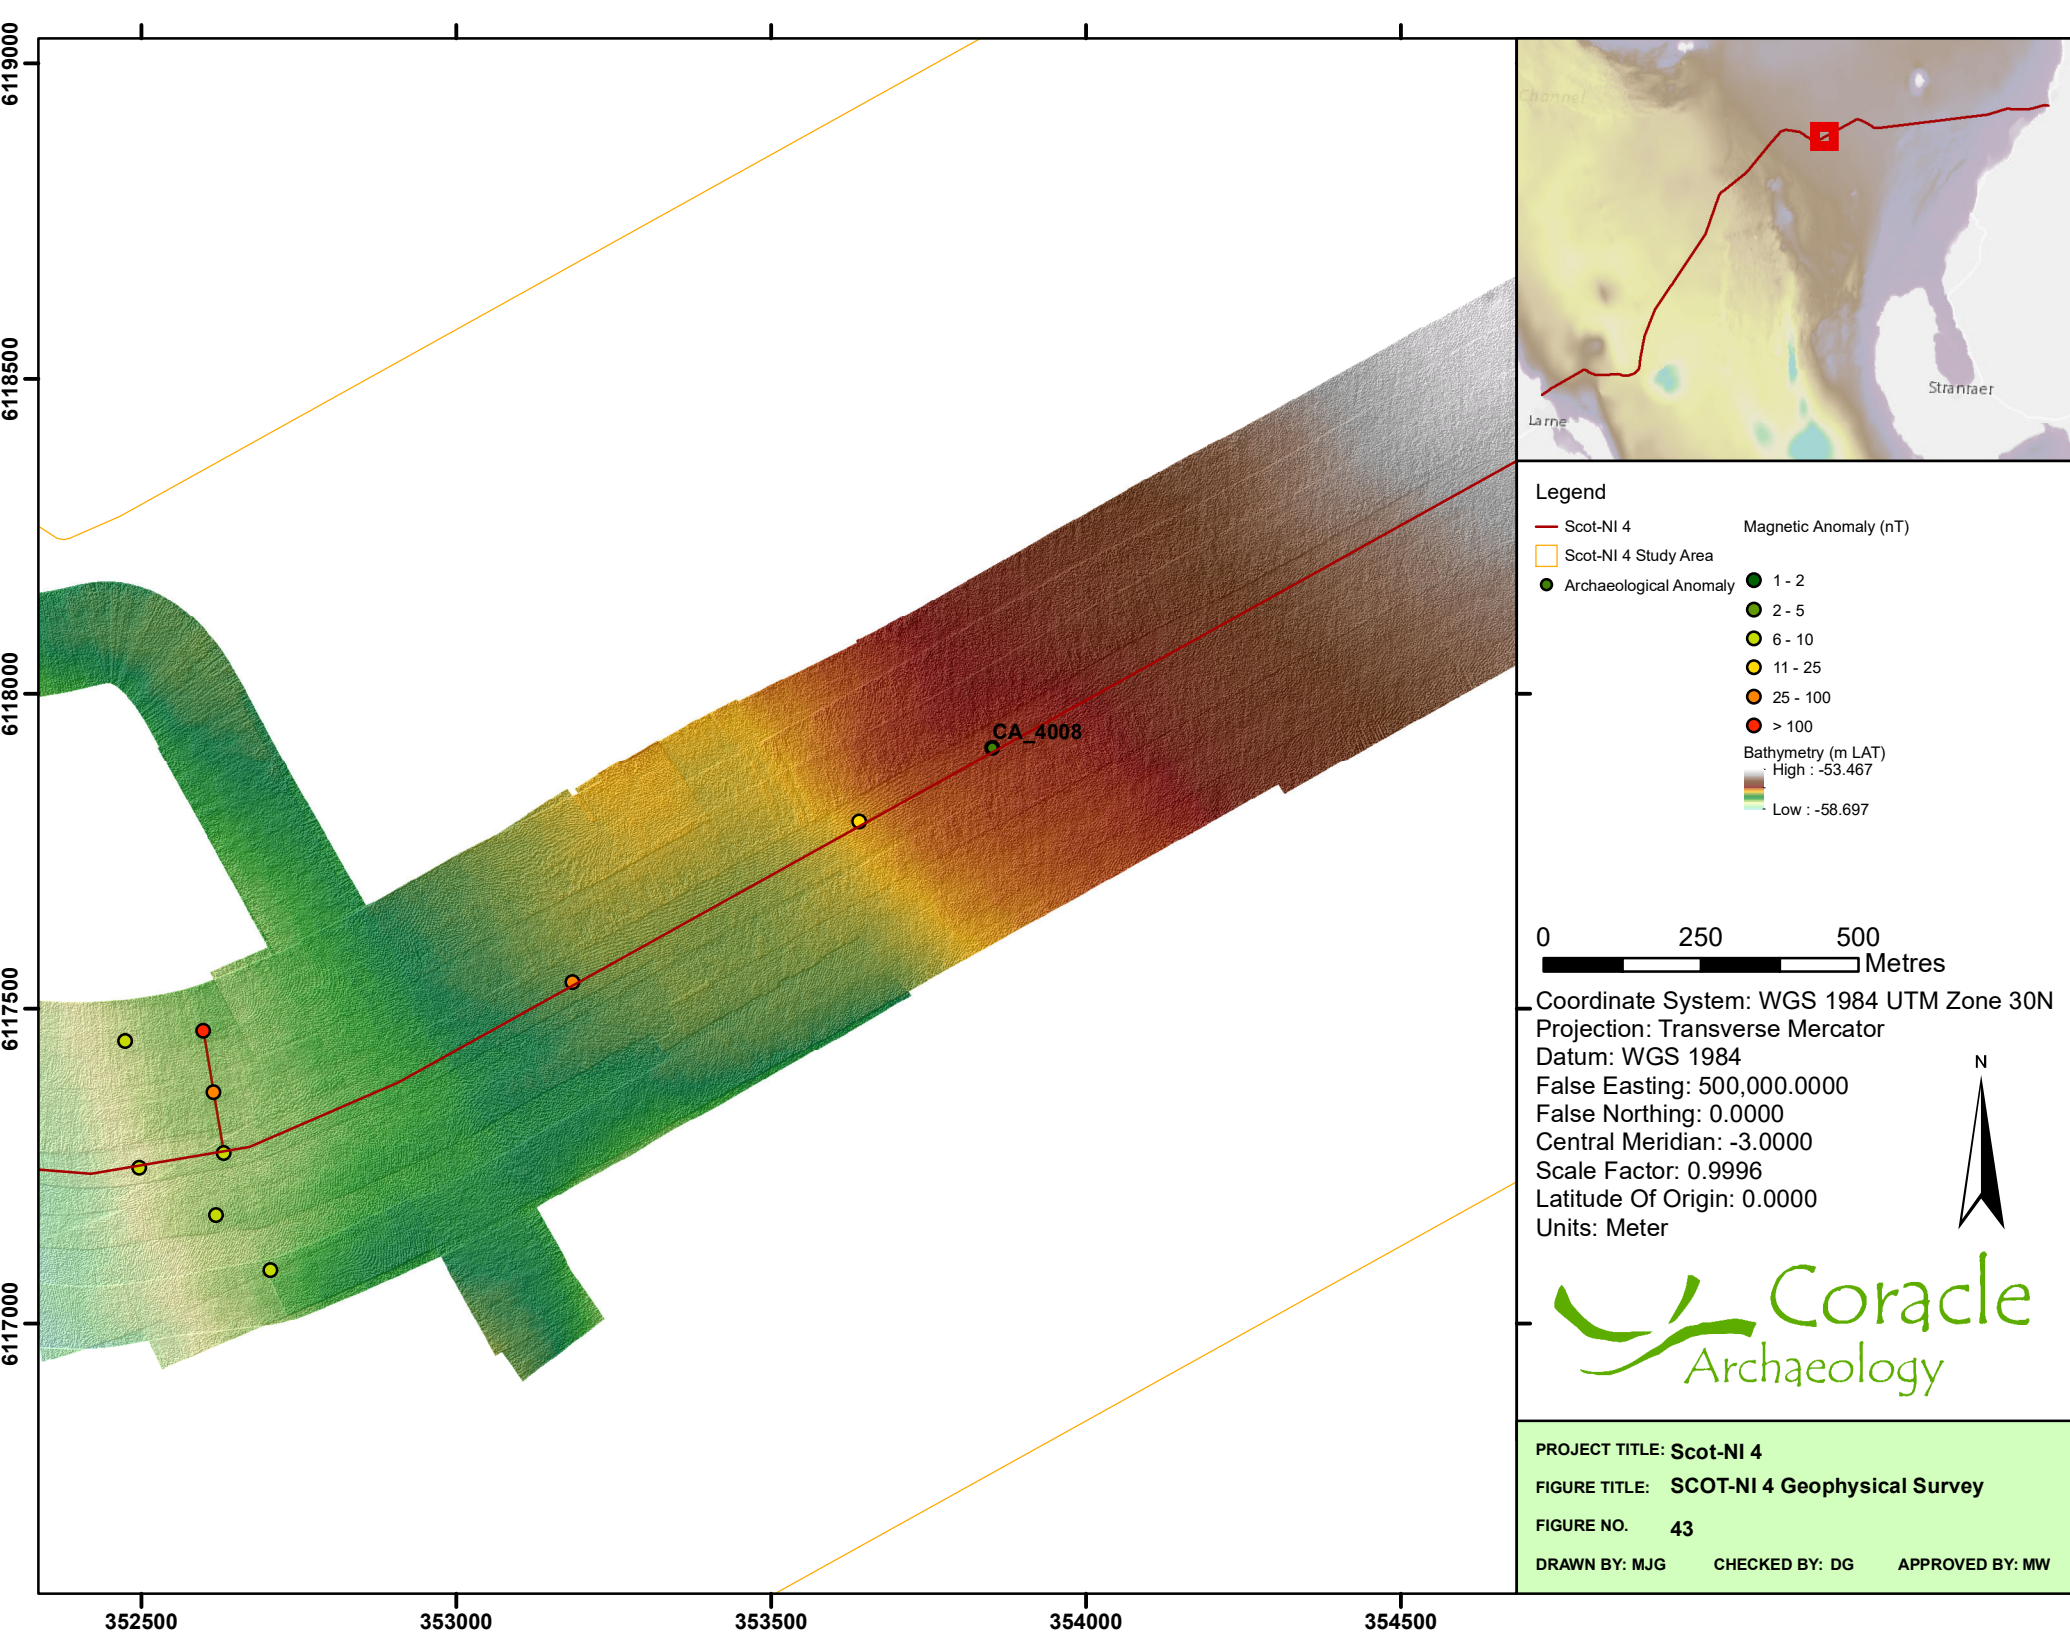 6119000
6118500
6118000
6117500
6117000
352500
353000
353500
354000
354500
CA_4008
Channel
Stranraer
Larne
Legend
Scot-NI 4
Scot-NI 4 Study Area
Archaeological Anomaly
Magnetic Anomaly (nT)
1 - 2
2 - 5
6 - 10
11 - 25
25 - 100
> 100
Bathymetry (m LAT)
High : -53.467
Low : -58.697
0 250 500
Metres
Coordinate System: WGS 1984 UTM Zone 30N
Projection: Transverse Mercator
Datum: WGS 1984
False Easting: 500,000.0000
False Northing: 0.0000
Central Meridian: -3.0000
Scale Factor: 0.9996
Latitude Of Origin: 0.0000
Units: Meter
N
Coracle
Archaeology
PROJECT TITLE: Scot-NI 4
FIGURE TITLE: SCOT-NI 4 Geophysical Survey
FIGURE NO. 43
DRAWN BY: MJG CHECKED BY: DG APPROVED BY: MW